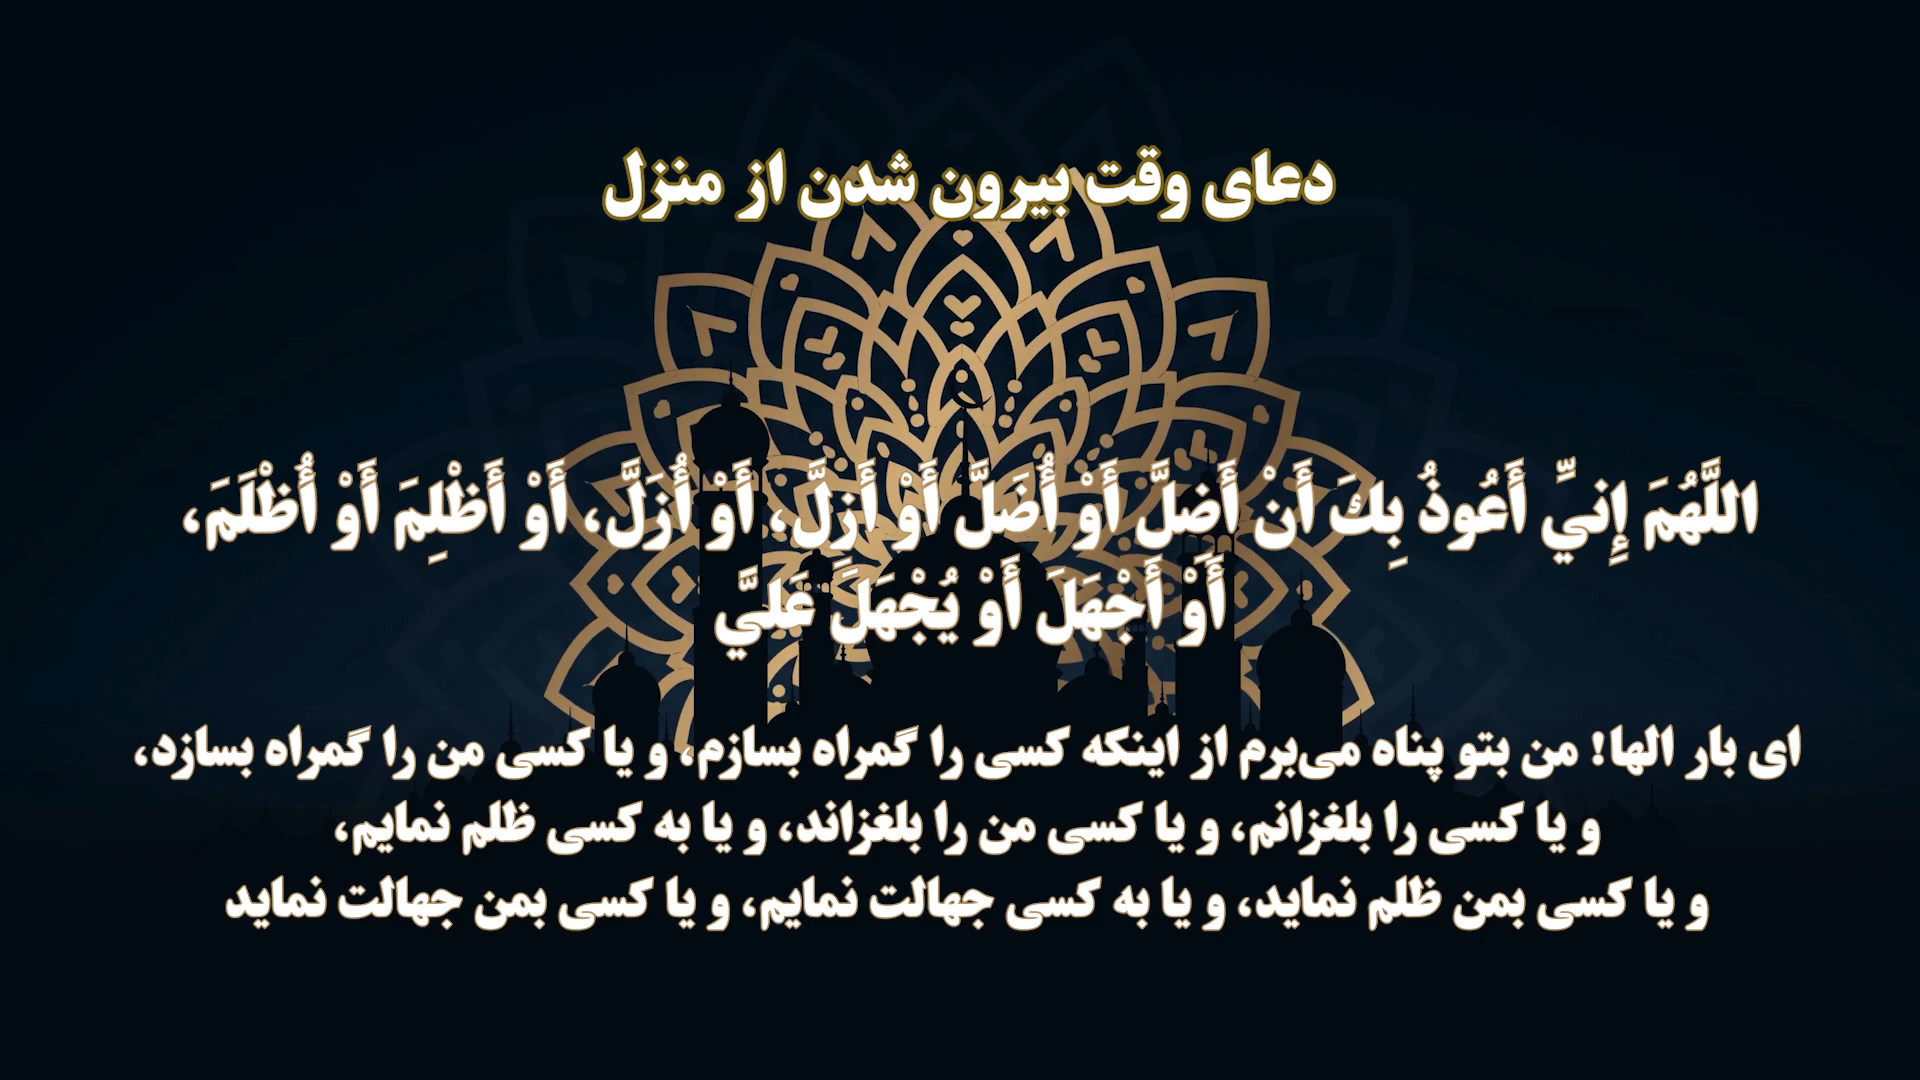 دعای وقت بیرون شدن از منزل
اللَّهُمَ إِنيِّ أَعُوذُ بِكَ أَنْ أَضلَّ أَوْ أُضَلَّ أَوْ أَزلَّ، أَوْ أُزَلَّ، أَوْ أَظْلِمَ أَوْ أُظْلَمَ،
أَوْ أَجْهَلَ أَوْ يُجْهَلَ عَليَّ
ای بار الها! من بتو پناه می‌برم از اینکه کسی را گمراه بسازم، و یا کسی من را گمراه بسازد،
و یا کسی را بلغزانم، و یا کسی من را بلغزاند، و یا به کسی ظلم نمایم،
و یا کسی بمن ظلم نماید، و یا به کسی جهالت نمایم، و یا کسی بمن جهالت نماید